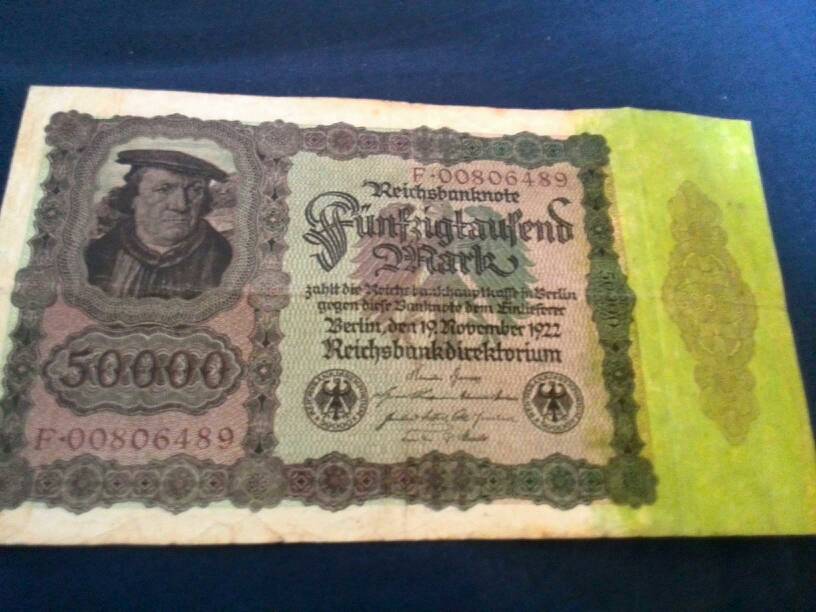 F·00806489
Reichsbanknote
Fünfzigtausend
Mark
zahlt die Reichsbankhauptkasse in Berlin
gegen diese Banknote dem Einlieferer
Berlin, den 19. November 1922
Reichsbankdirektorium
50000
F·00806489
50000